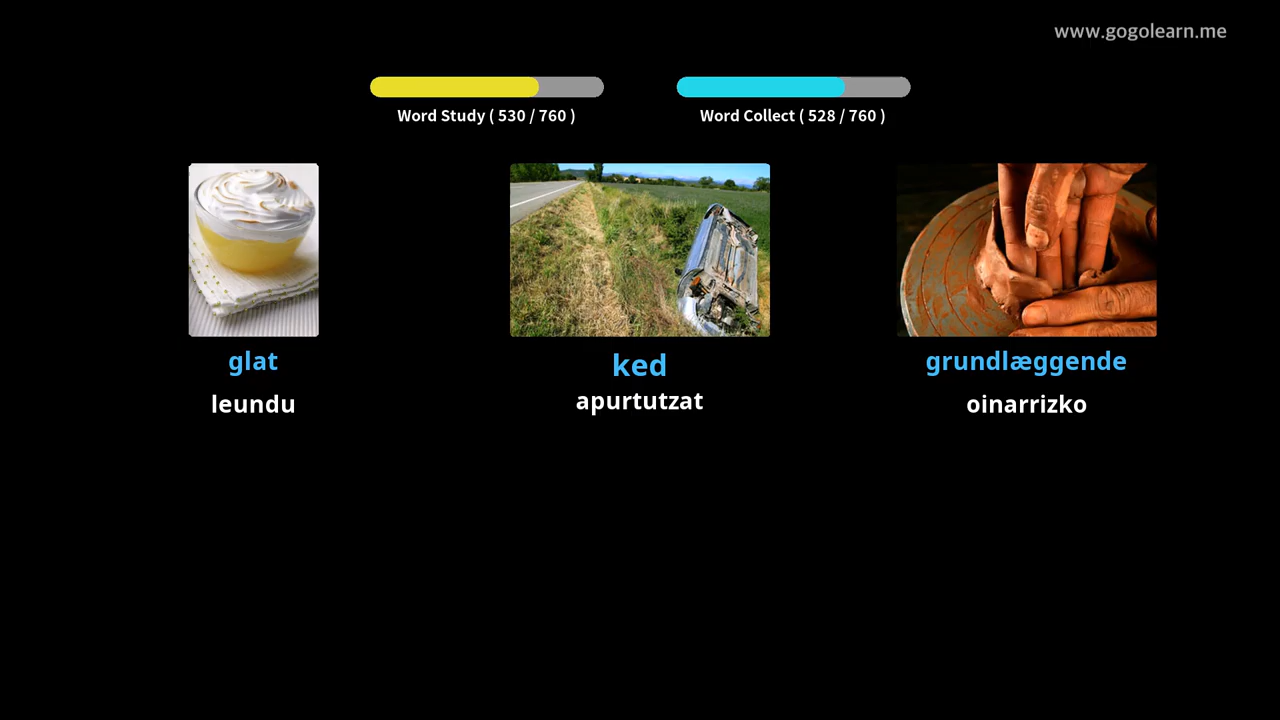 www.gogolearn.me
Word Study ( 530 / 760 )
Word Collect ( 528 / 760 )
glat
leundu
ked
apurtutzat
grundlæggende
oinarrizko